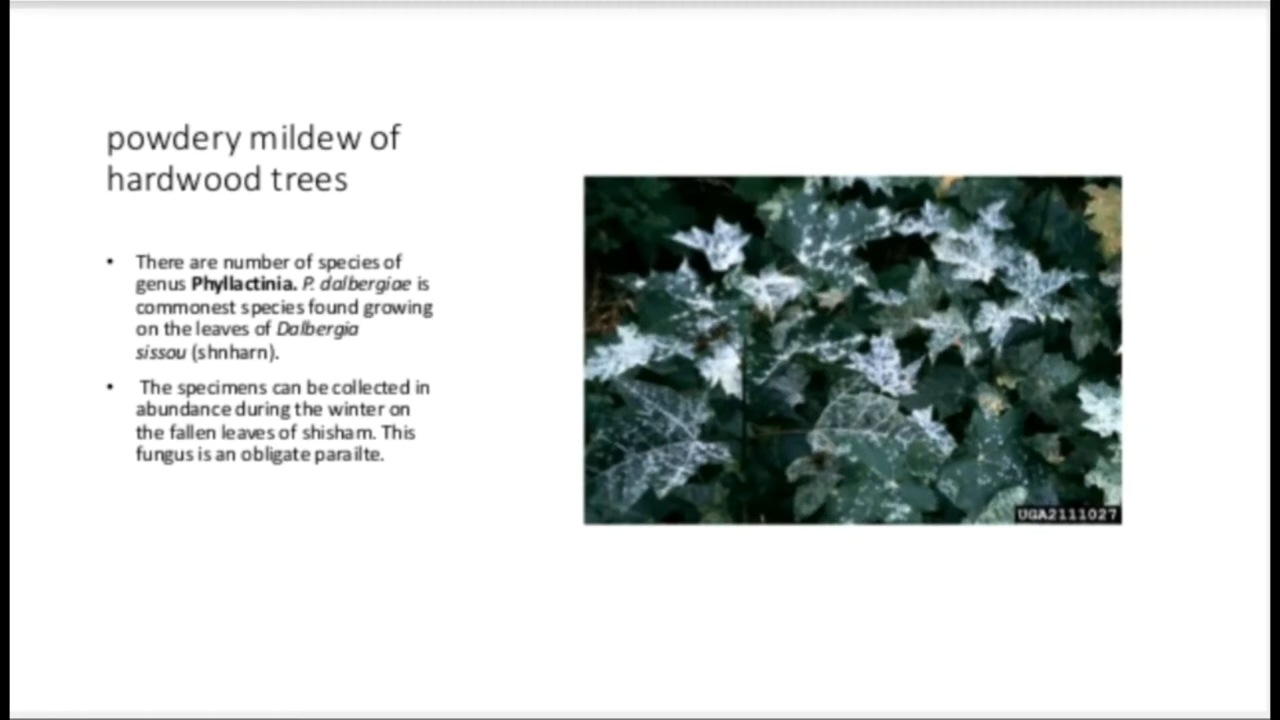 powdery mildew of
hardwood trees
• There are number of species of
genus Phyllactinia. P. dalbergiae is
commonest species found growing
on the leaves of Dalbergia
sissou (shnharn).
• The specimens can be collected in
abundance during the winter on
the fallen leaves of shisham. This
fungus is an obligate parailte.
UGA2111027